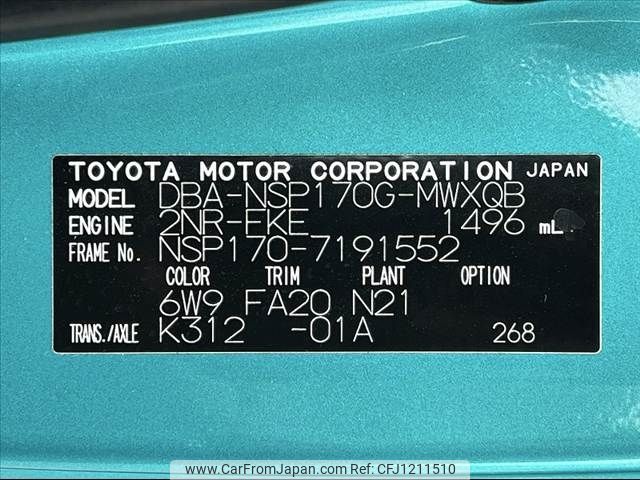 TOYOTA MOTOR CORPORATION JAPAN
MODEL DBA-NSP170G-MWXQB
ENGINE 2NR-FKE 1496 mL
FRAME No. NSP170-7191552
COLOR TRIM PLANT OPTION
6W9 FA20 N21
TRANS./AXLE K312 -01A 268
www.CarFromJapan.com | CFJ1211510